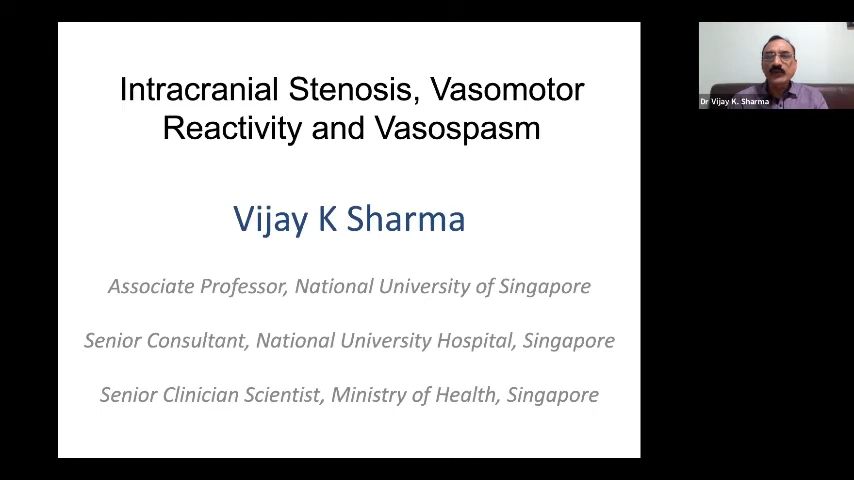 Intracranial Stenosis, Vasomotor
Reactivity and Vasospasm
Vijay K Sharma
Associate Professor, National University of Singapore
Senior Consultant, National University Hospital, Singapore
Senior Clinician Scientist, Ministry of Health, Singapore
Dr Vijay K. Sharma